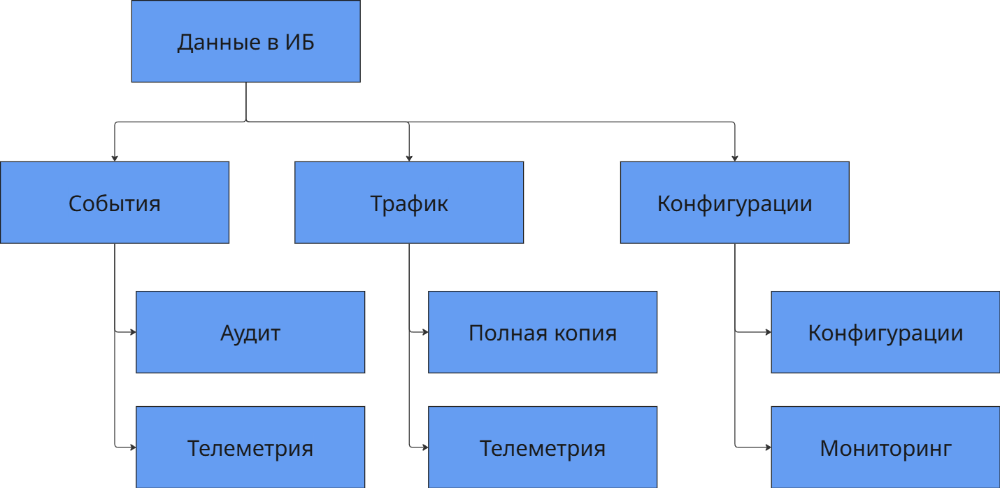 Данные в ИБ
События
Трафик
Конфигурации
Аудит
Полная копия
Конфигурации
Телеметрия
Телеметрия
Мониторинг